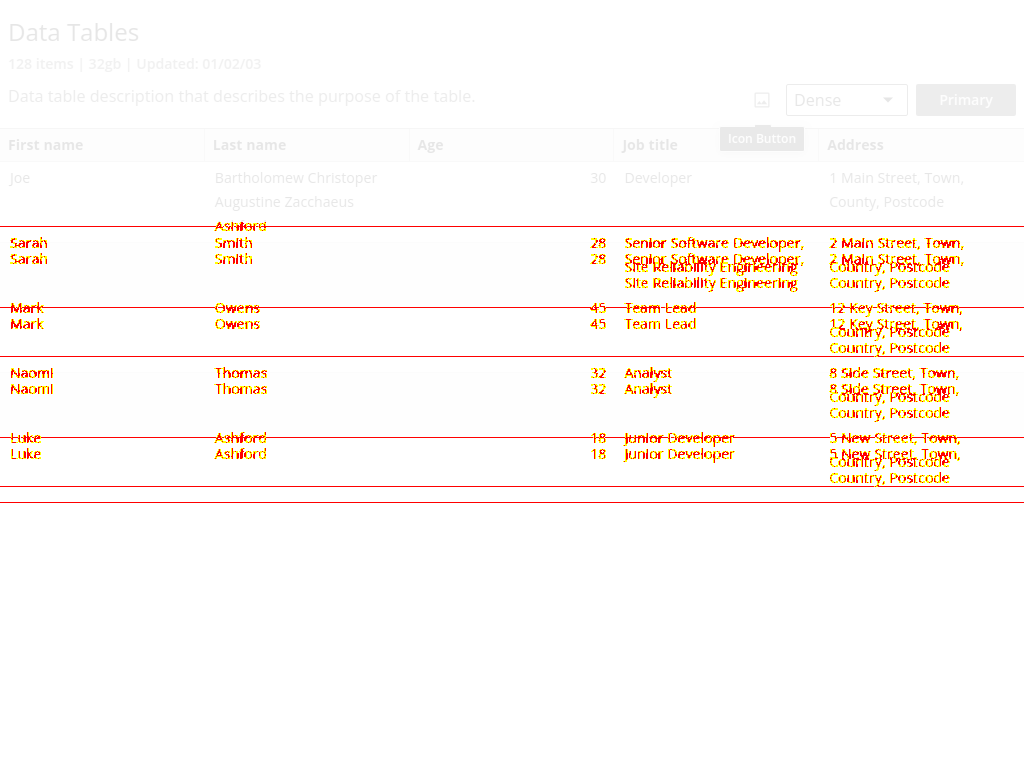 Data Tables
128 items | 32gb | Updated: 01/02/03
Data table description that describes the purpose of the table.
Dense
Primary
Icon Button
First name Last name Age Job title Address
Joe Bartholomew Christoper 30 Developer 1 Main Street, Town,
Augustine Zacchaeus County, Postcode
Ashford
Sarah Smith 28 Senior Software Developer, 2 Main Street, Town,
Sarah Smith 28 Senior Software Developer, 2 Main Street, Town,
Site Reliability Engineering Country, Postcode
Site Reliability Engineering Country, Postcode
Mark Owens 45 Team Lead 12 Key Street, Town,
Mark Owens 45 Team Lead 12 Key Street, Town,
Country, Postcode
Country, Postcode
Naomi Thomas 32 Analyst 8 Side Street, Town,
Naomi Thomas 32 Analyst 8 Side Street, Town,
Country, Postcode
Country, Postcode
Luke Ashford 18 Junior Developer 5 New Street, Town,
Luke Ashford 18 Junior Developer 5 New Street, Town,
Country, Postcode
Country, Postcode